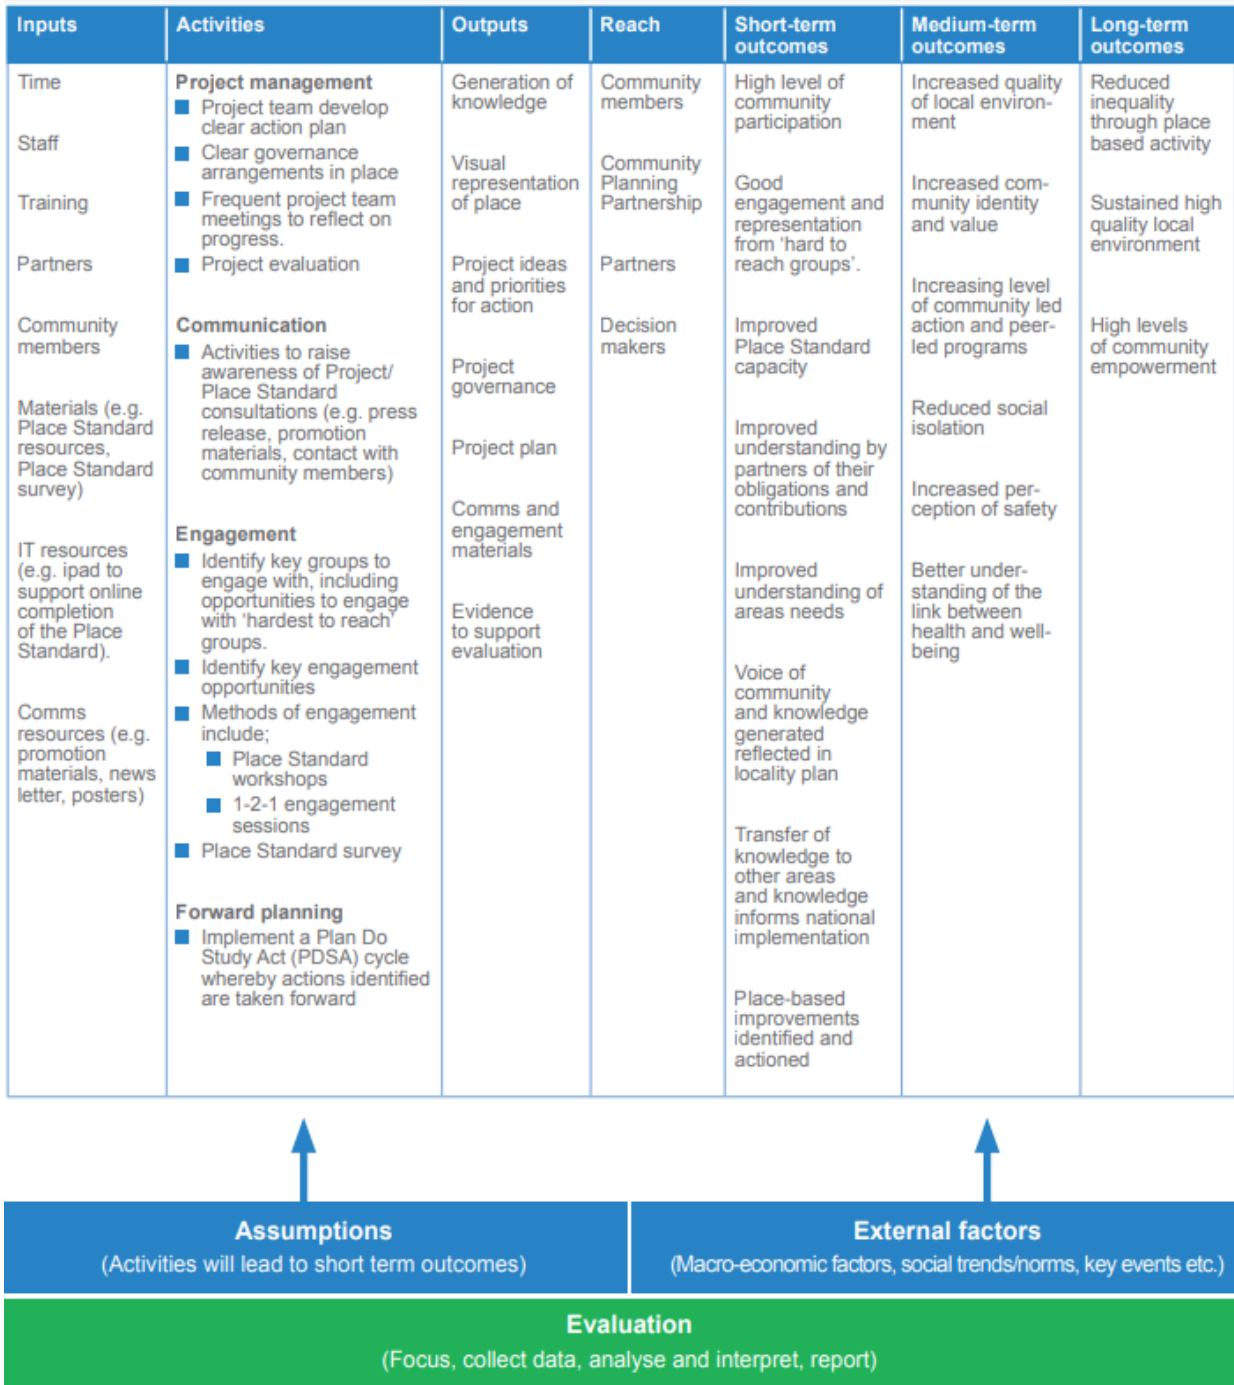 Inputs
Activities
Outputs
Reach
Short-term
outcomes
Medium-term
outcomes
Long-term
outcomes
Time
Staff
Training
Partners
Community
members
Materials (e.g.
Place Standard
resources,
Place Standard
survey)
IT resources
(e.g. ipad to
support online
completion
of the Place
Standard).
Comms
resources (e.g.
promotion
materials, news
letter, posters)
Project management
Project team develop
clear action plan
Clear governance
arrangements in place
Frequent project team
meetings to reflect on
progress.
Project evaluation
Communication
Activities to raise
awareness of Project/
Place Standard
consultations (e.g. press
release, promotion
materials, contact with
community members)
Engagement
Identify key groups to
engage with, including
opportunities to engage
with ‘hardest to reach’
groups.
Identify key engagement
opportunities
Methods of engagement
include;
Place Standard
workshops
1-2-1 engagement
sessions
Place Standard survey
Forward planning
Implement a Plan Do
Study Act (PDSA) cycle
whereby actions identified
are taken forward
Generation of
knowledge
Visual
representation
of place
Project ideas
and priorities
for action
Project
governance
Project plan
Comms and
engagement
materials
Evidence
to support
evaluation
Community
members
Community
Planning
Partnership
Partners
Decision
makers
High level of
community
participation
Good
engagement and
representation
from ‘hard to
reach groups’.
Improved
Place Standard
capacity
Improved
understanding by
partners of their
obligations and
contributions
Improved
understanding of
areas needs
Voice of
community
and knowledge
generated
reflected in
locality plan
Transfer of
knowledge to
other areas
and knowledge
informs national
implementation
Place-based
improvements
identified and
actioned
Increased quality
of local environ-
ment
Increased com-
munity identity
and value
Increasing level
of community led
action and peer-
led programs
Reduced social
isolation
Increased per-
ception of safety
Better under-
standing of the
link between
health and well-
being
Reduced
inequality
through place
based activity
Sustained high
quality local
environment
High levels
of community
empowerment
Assumptions
(Activities will lead to short term outcomes)
External factors
(Macro-economic factors, social trends/norms, key events etc.)
Evaluation
(Focus, collect data, analyse and interpret, report)